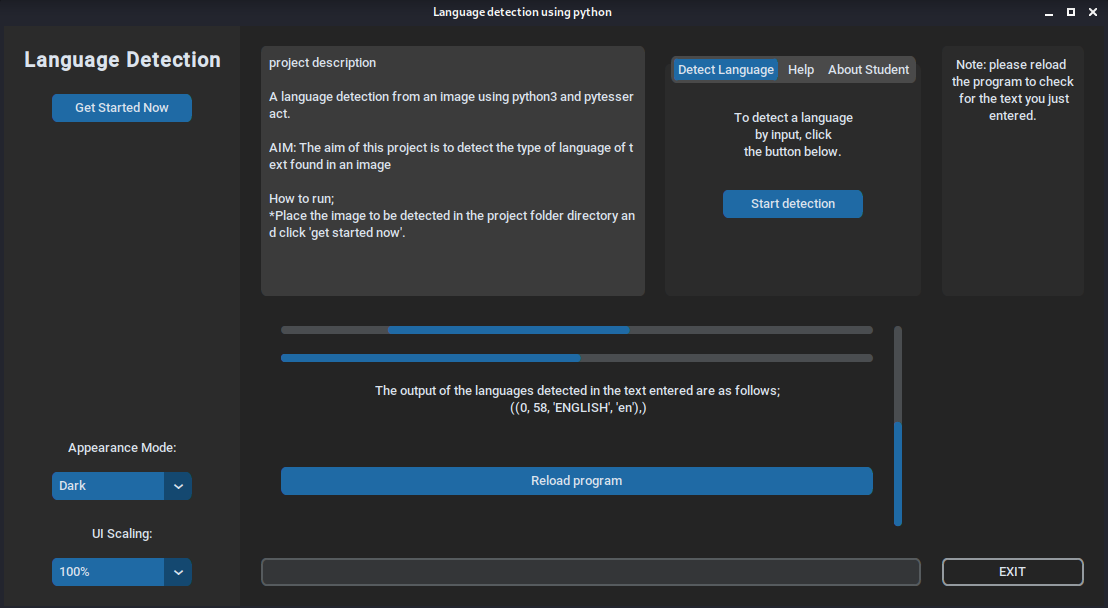 Language detection using python
Language Detection
Get Started Now
Appearance Mode:
Dark
UI Scaling:
100%
project description
A language detection from an image using python3 and pytesser
act.
AIM: The aim of this project is to detect the type of language of t
ext found in an image
How to run;
*Place the image to be detected in the project folder directory an
d click 'get started now'.
Detect Language Help About Student
To detect a language
by input, click
the button below.
Start detection
Note: please reload
the program to check
for the text you just
entered.
The output of the languages detected in the text entered are as follows;
((0, 58, 'ENGLISH', 'en'),)
Reload program
EXIT